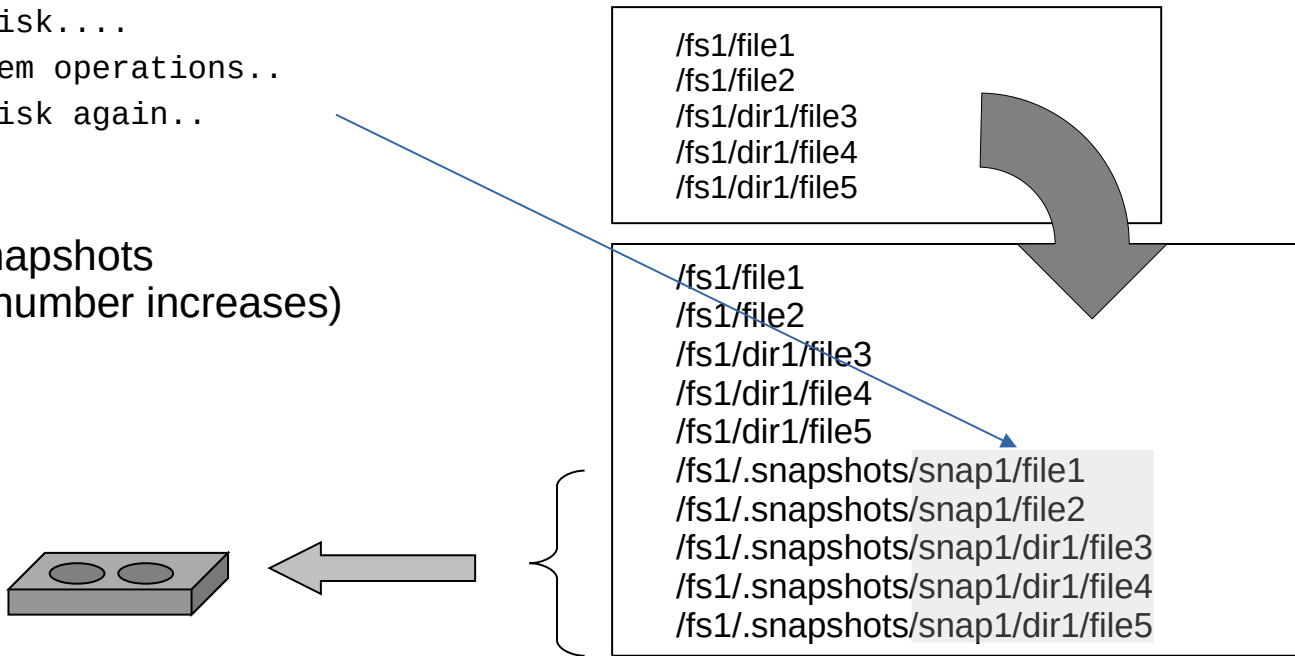 isk....
em operations..
isk again..
napshots
number increases)
/fs1/file1
/fs1/file2
/fs1/dir1/file3
/fs1/dir1/file4
/fs1/dir1/file5
/fs1/file1
/fs1/file2
/fs1/dir1/file3
/fs1/dir1/file4
/fs1/dir1/file5
/fs1/.snapshots/snap1/file1
/fs1/.snapshots/snap1/file2
/fs1/.snapshots/snap1/dir1/file3
/fs1/.snapshots/snap1/dir1/file4
/fs1/.snapshots/snap1/dir1/file5